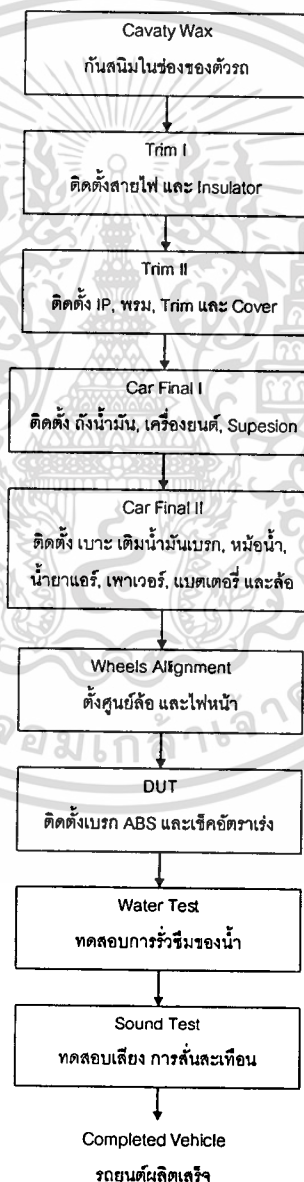 Cavaty Wax
กันสนิมในช่องของตัวรถ
Trim I
ติดตั้งสายไฟ และ Insulator
Trim II
ติดตั้ง IP, พรม, Trim และ Cover
Car Final I
ติดตั้ง ถังน้ำมัน, เครื่องยนต์, Supesion
Car Final II
ติดตั้ง เบาะ เติมน้ำมันเบรก, หม้อน้ำ,
น้ำยาแอร์, เพาเวอร์, แบตเตอรี่ และล้อ
Wheels Alignment
ตั้งศูนย์ล้อ และไฟหน้า
DUT
ติดตั้งเบรก ABS และเช็คอัตราเร่ง
Water Test
ทดสอบการรั่วซึมของน้ำ
Sound Test
ทดสอบเสียง การสั่นสะเทือน
Completed Vehicle
รถยนต์ผลิตเสร็จ